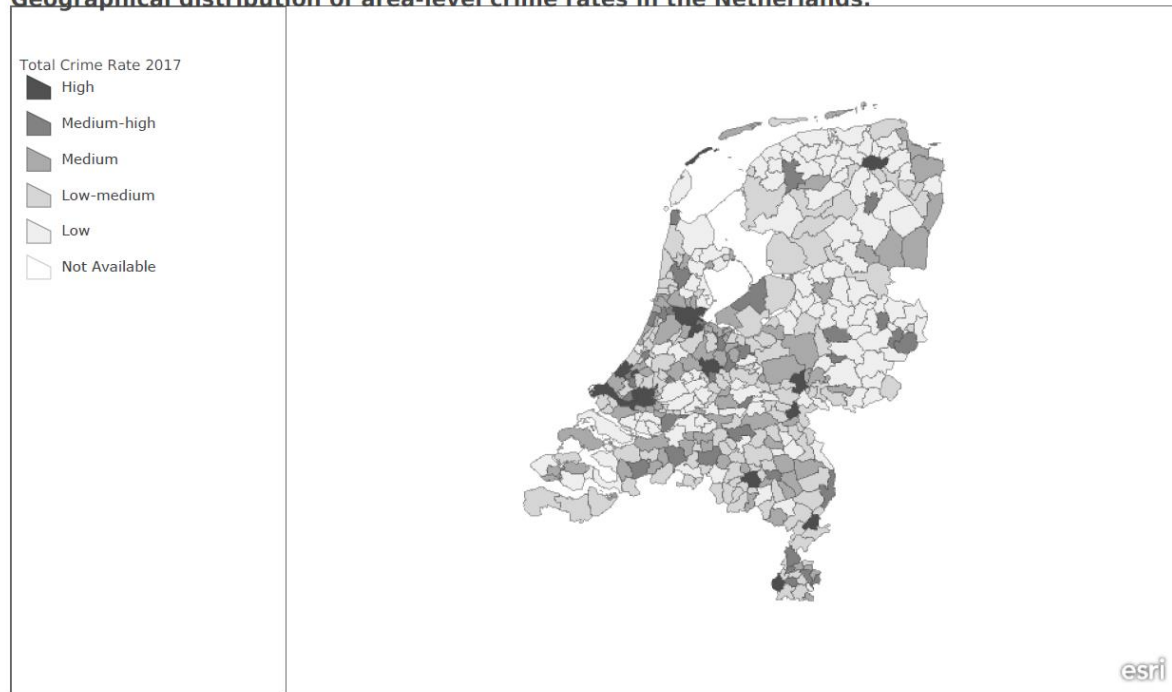 Geographical distribution of area-level crime rates in the Netherlands.
Total Crime Rate 2017
High
Medium-high
Medium
Low-medium
Low
Not Available
esri